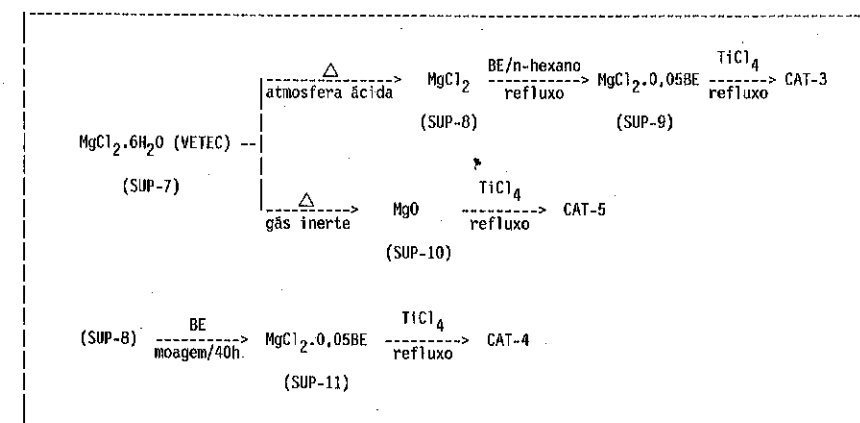 △ BE/n-hexano TiCl4
--------> MgCl2 --------> MgCl2.0,05BE --------> CAT-3
atmosfera ácida refluxo refluxo
(SUP-8) (SUP-9)
MgCl2.6H2O (VETEC) --
(SUP-7)
△ TiCl4
--------> MgO --------> CAT-5
gás inerte refluxo
(SUP-10)
BE TiCl4
(SUP-8) --------> MgCl2.0,05BE --------> CAT-4
moagem/40h. refluxo
(SUP-11)